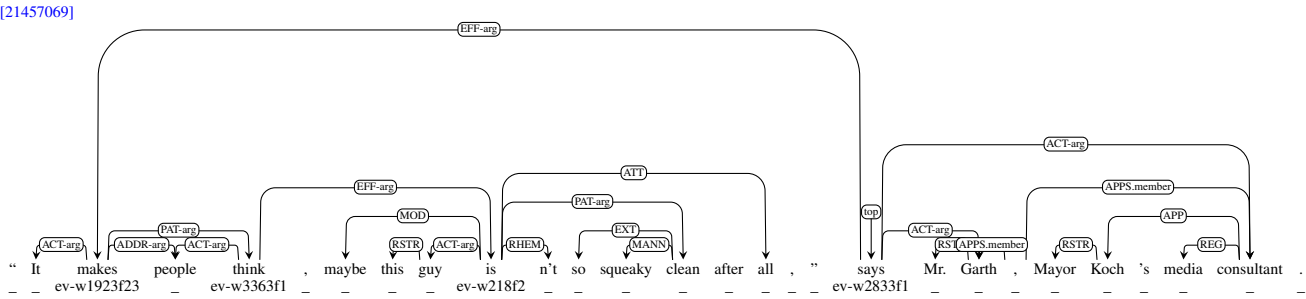 [21457069]
EFF-arg
ACT-arg
ATT
EFF-arg APPS.member
PAT-arg
top
MOD APP
PAT-arg EXT ACT-arg
ACT-arg ADDR-arg ACT-arg RSTR ACT-arg RHEM MANN RSTR APPS.member RSTR REG
“ It makes people think , maybe this guy is n't so squeaky clean after all , ” says Mr. Garth , Mayor Koch 's media consultant .
_ _ ev-w1923f23 _ ev-w3363f1 _ _ _ _ ev-w218f2 _ _ _ _ _ _ _ _ ev-w2833f1 _ _ _ _ _ _ _ _ _